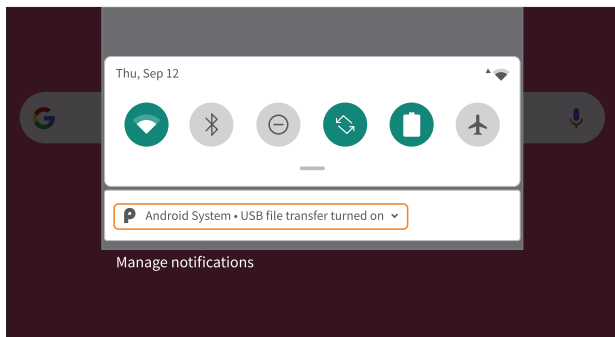 Thu, Sep 12
Android System • USB file transfer turned on
Manage notifications